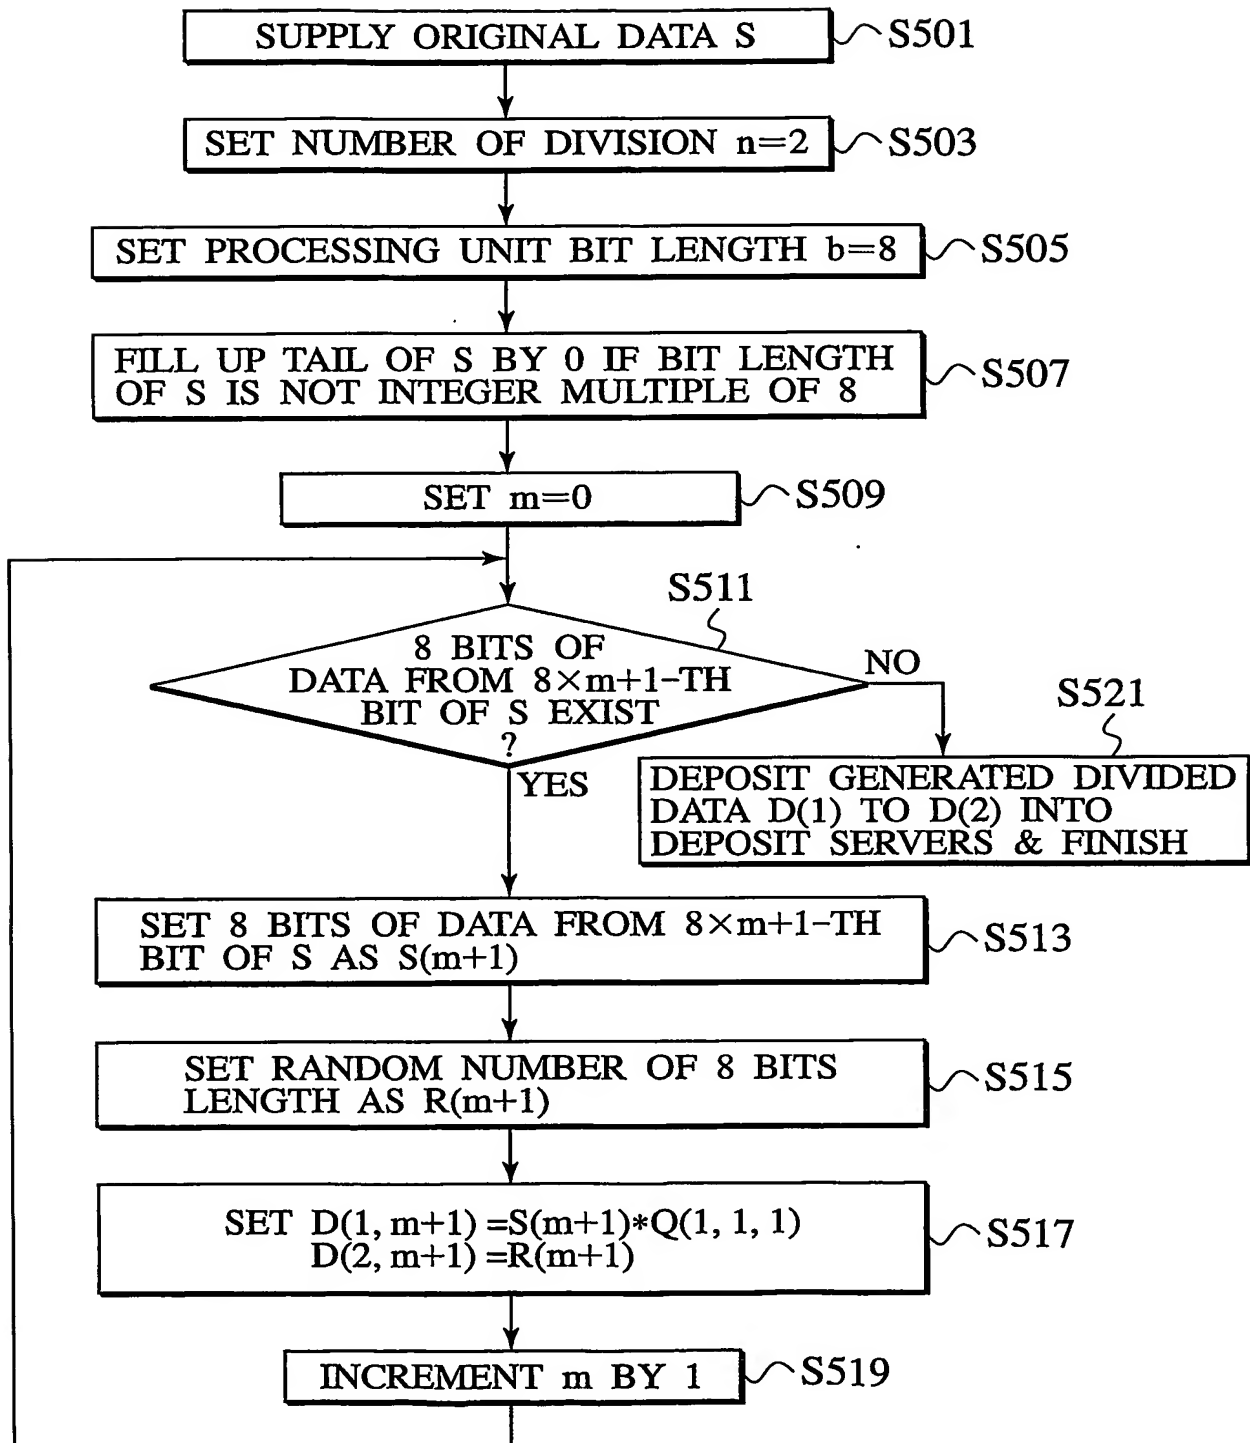 SUPPLY ORIGINAL DATA S
S501
SET NUMBER OF DIVISION n=2
S503
SET PROCESSING UNIT BIT LENGTH b=8
S505
FILL UP TAIL OF S BY 0 IF BIT LENGTH
OF S IS NOT INTEGER MULTIPLE OF 8
S507
SET m=0
S509
S511
8 BITS OF
DATA FROM 8×m+1-TH
BIT OF S EXIST
?
NO
YES
S521
DEPOSIT GENERATED DIVIDED
DATA D(1) TO D(2) INTO
DEPOSIT SERVERS & FINISH
SET 8 BITS OF DATA FROM 8×m+1-TH
BIT OF S AS S(m+1)
S513
SET RANDOM NUMBER OF 8 BITS
LENGTH AS R(m+1)
S515
SET D(1, m+1)=S(m+1)*Q(1, 1, 1)
D(2, m+1)=R(m+1)
S517
INCREMENT m BY 1
S519